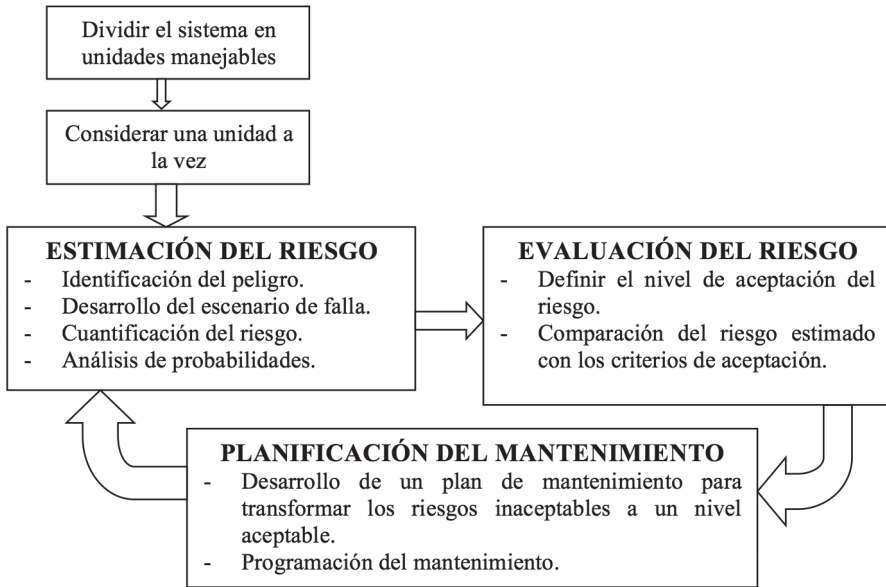 Dividir el sistema en
unidades manejables
Considerar una unidad a
la vez
ESTIMACIÓN DEL RIESGO
- Identificación del peligro.
- Desarrollo del escenario de falla.
- Cuantificación del riesgo.
- Análisis de probabilidades.
EVALUACIÓN DEL RIESGO
- Definir el nivel de aceptación del
riesgo.
- Comparación del riesgo estimado
con los criterios de aceptación.
PLANIFICACIÓN DEL MANTENIMIENTO
- Desarrollo de un plan de mantenimiento para
transformar los riesgos inaceptables a un nivel
aceptable.
- Programación del mantenimiento.